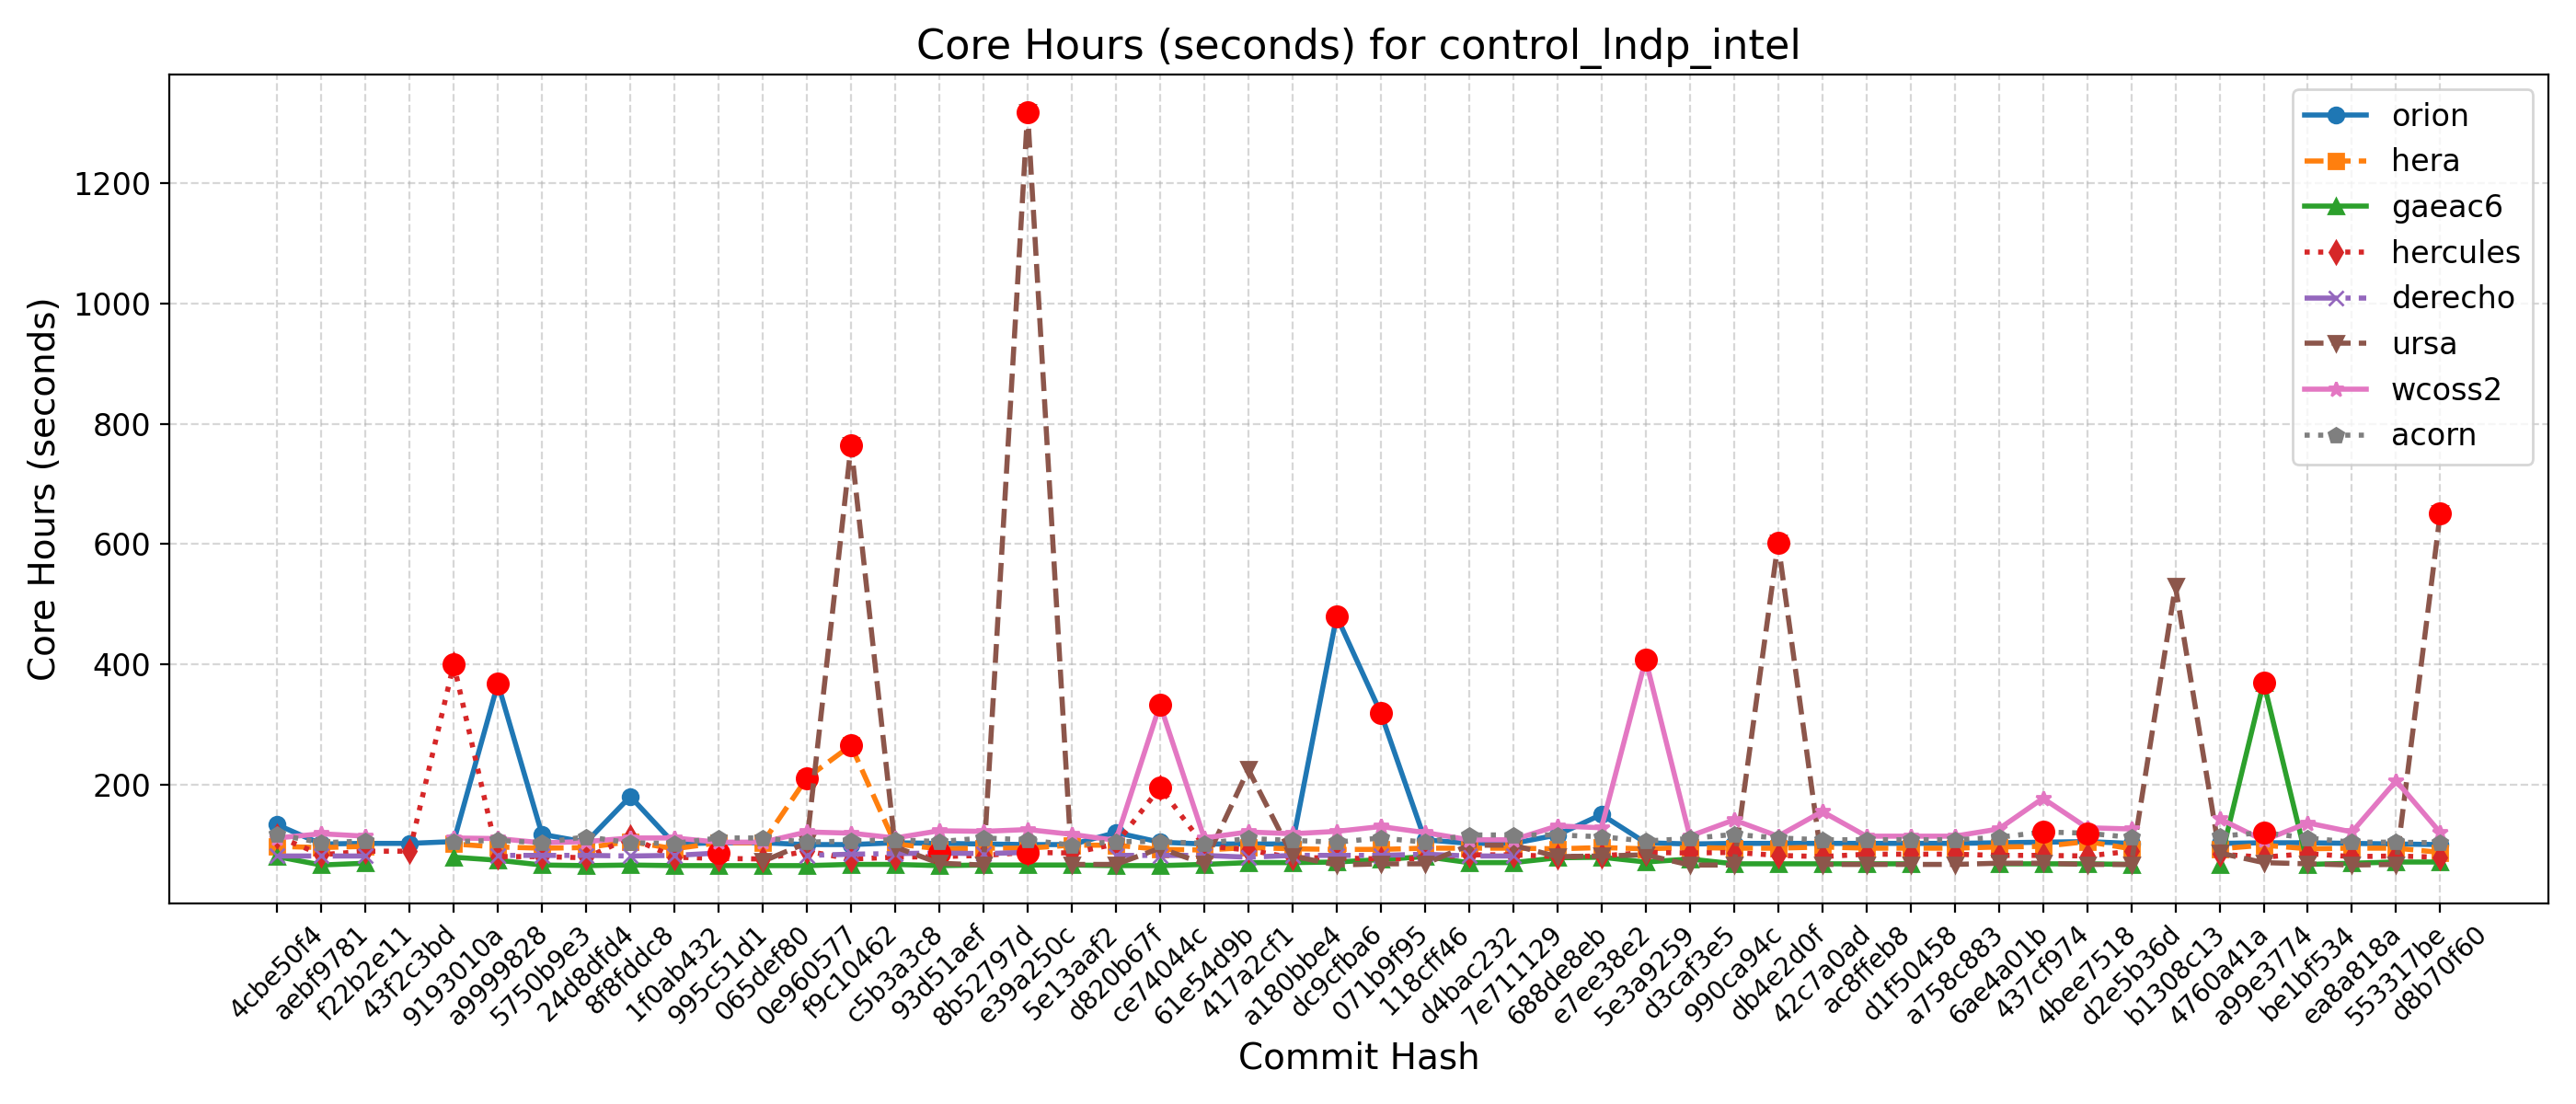 Core Hours (seconds) for control_lndp_intel
Core Hours (seconds)
1200
1000
800
600
400
200
orion
hera
gaeac6
hercules
derecho
ursa
wcoss2
acorn
4cbe50f4
aebf9781
f22b2e11
43f2c3bd
9193010a
a9999828
5750b9e3
24d8dfd4
8f8fddc8
1f0ab432
995c51d1
065def80
0e960577
f9c10462
c5b3a3c8
93d51aef
8b52797d
e39a250c
5e13aaf2
d820b67f
ce74044c
61e54d9b
417a2cf1
a180bbe4
dc9cfba6
071b9f95
118cff46
d4bac232
7e711129
688de8eb
e7ee38e2
5e3a9259
d3caf3e5
990ca94c
db4e2d0f
42c7a0ad
ac8ffeb8
d1f50458
a758c883
6ae4a01b
437cf974
4bee7518
d2e5b36d
b1308c13
4760a41a
a99e3774
be1bf534
ea8a818a
553317be
d8b70f60
Commit Hash